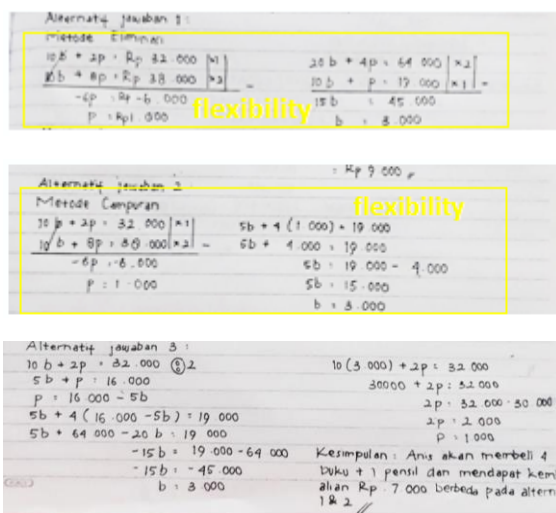 Alternatif jawaban 1 :
Metode Eliminasi
10 b + 2p = Rp 32.000 |x1|
10 b + 8p = Rp 38.000 |x2|
-6p = Rp -6.000
p = Rp1.000
20 b + 4p = 64 000 |x2|
10 b + p = 19 000 |x1| -
15 b = 45.000
b = 3.000
flexibility
= Rp 9 000 //
Alternatif jawaban 2
Metode Campuran
flexibility
10 b + 2p = 32.000 |x1|
10 b + 8p = 38.000 |x2| -
-6p = -6.000
p = 1.000
5b + 4 (1.000) = 19.000
5b + 4.000 = 19.000
5b = 19.000 - 4.000
5b = 15.000
b = 3.000
Alternatif jawaban 3 :
10 b + 2p = 32.000 : 2
5 b + p = 16.000
p = 16.000 - 5b
5b + 4 ( 16.000 - 5b ) = 19 000
5b + 64 000 - 20 b = 19 000
-15b = 19.000 - 64 000
-15b = -45.000
b = 3 000
10 (3.000) + 2p = 32 000
30000 + 2p = 32.000
2p = 32.000 - 30 000
2p = 2 000
p = 1 000
Kesimpulan : Anis akan membeli 4
buku + 1 pensil dan mendapat kem
alian Rp. 7.000 berbeda pada altern
1 & 2 //